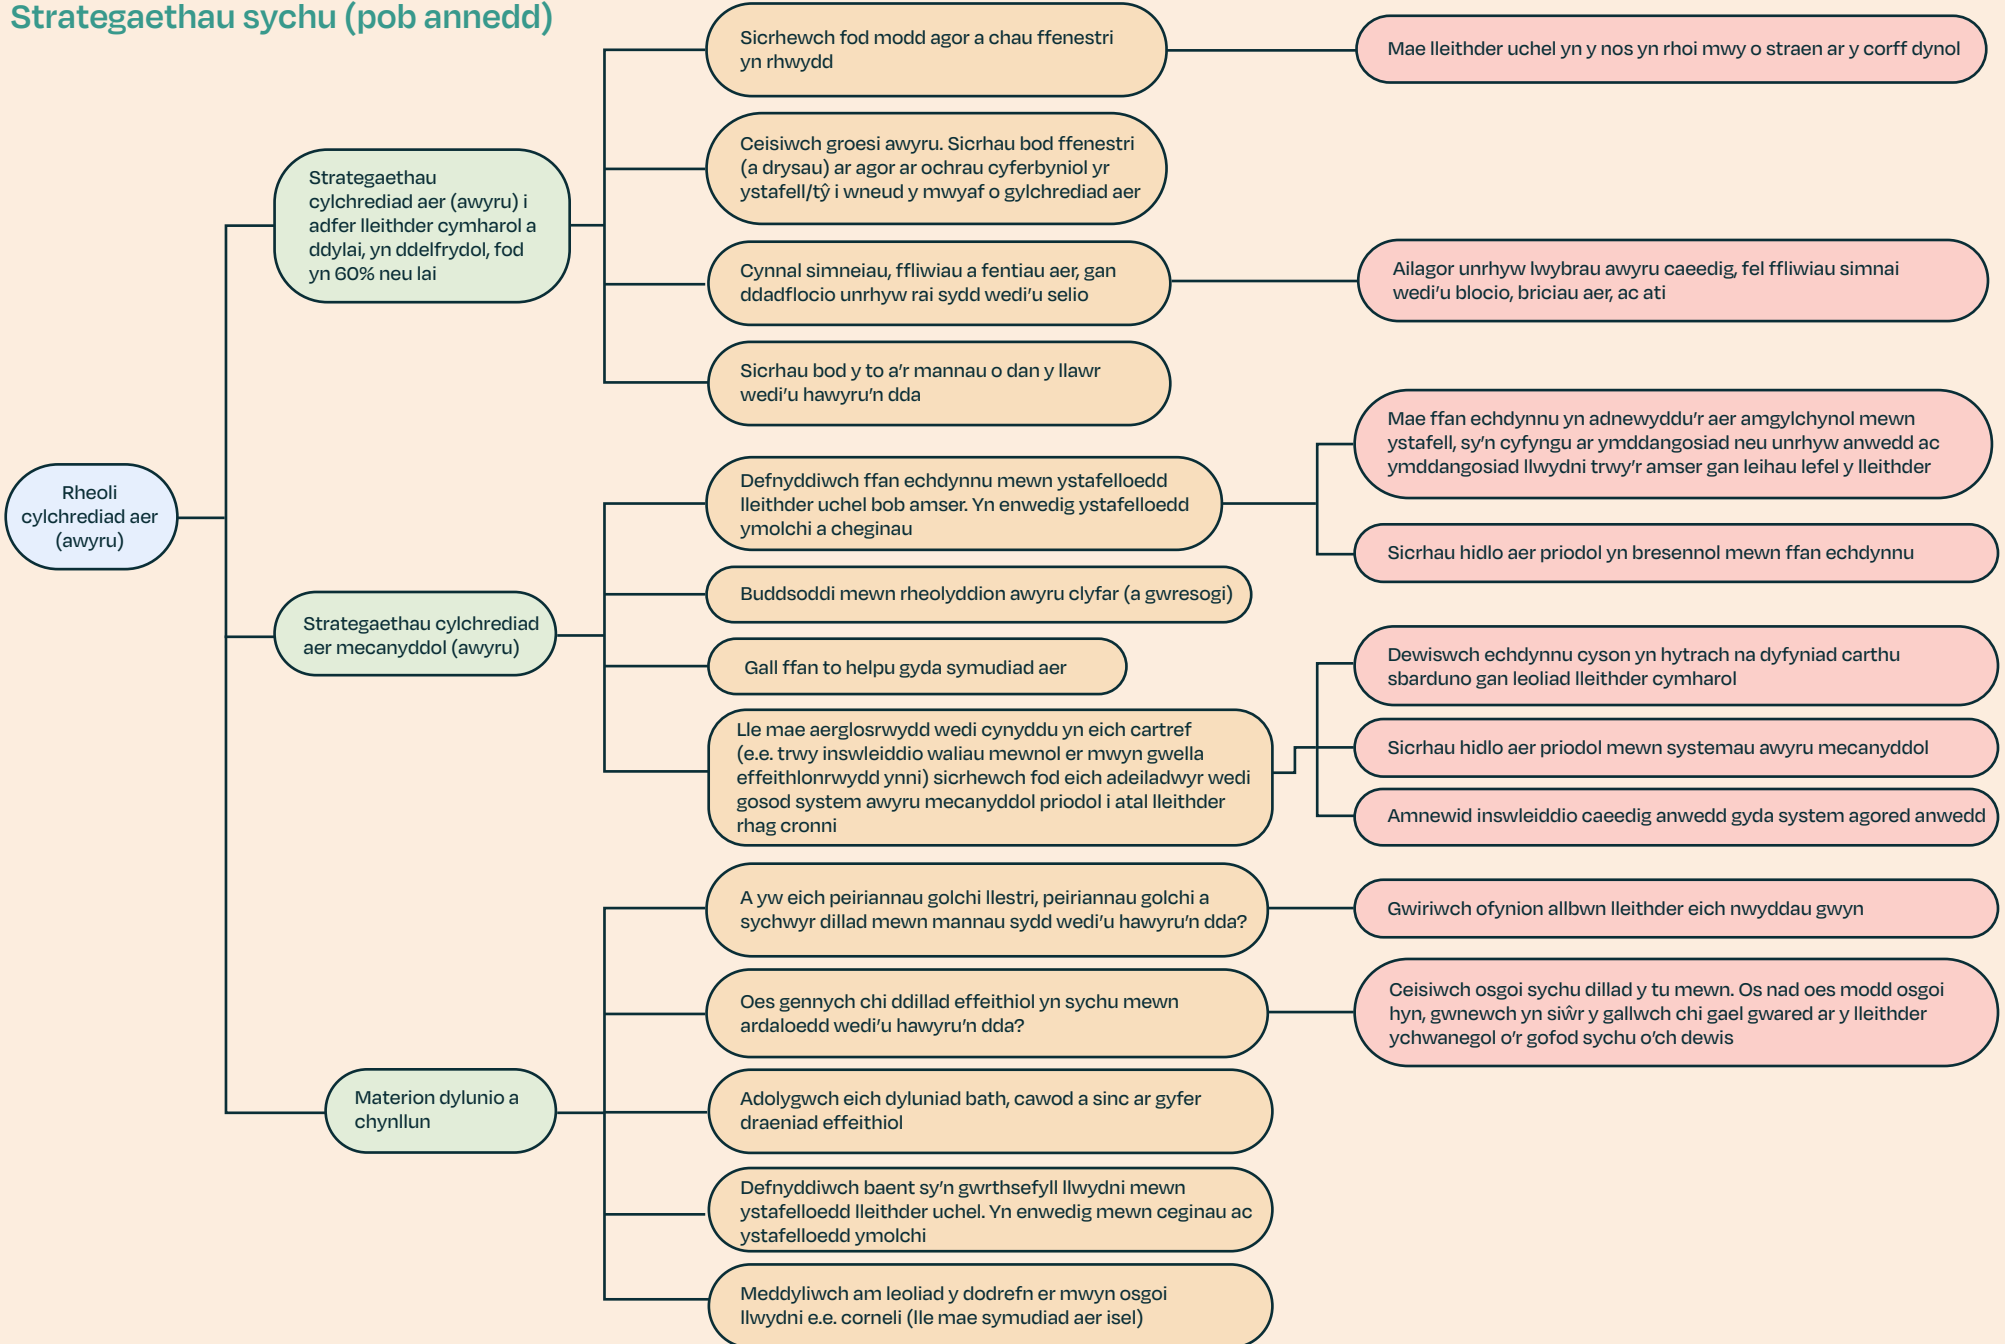 Strategaethau sychu (pob annedd)
Rheoli
cylchrediad aer
(awyru)
Strategaethau
cylchrediad aer (awyru) i
adfer lleithder cymharol a
ddylai, yn ddelfrydol, fod
yn 60% neu lai
Sicrhewch fod modd agor a chau ffenestri
yn rhwydd
Mae lleithder uchel yn y nos yn rhoi mwy o straen ar y corff dynol
Ceisiwch groesi awyru. Sicrhau bod ffenestri
(a drysau) ar agor ar ochrau cyferbyniol yr
ystafell/tŷ i wneud y mwyaf o gylchrediad aer
Cynnal simneiau, ffliwiau a fentiau aer, gan
ddadflocio unrhyw rai sydd wedi’u selio
Ailagor unrhyw lwybrau awyru caeedig, fel ffliwiau simnai
wedi’u blocio, briciau aer, ac ati
Sicrhau bod y to a’r mannau o dan y llawr
wedi’u hawyru’n dda
Strategaethau cylchrediad
aer mecanyddol (awyru)
Defnyddiwch ffan echdynnu mewn ystafelloedd
lleithder uchel bob amser. Yn enwedig ystafelloedd
ymolchi a cheginau
Mae ffan echdynnu yn adnewyddu’r aer amgylchynol mewn
ystafell, sy’n cyfyngu ar ymddangosiad neu unrhyw anwedd ac
ymddangosiad llwydni trwy’r amser gan leihau lefel y lleithder
Sicrhau hidlo aer priodol yn bresennol mewn ffan echdynnu
Buddsoddi mewn rheolyddion awyru clyfar (a gwresogi)
Gall ffan to helpu gyda symudiad aer
Lle mae aerglosrwydd wedi cynyddu yn eich cartref
(e.e. trwy inswleiddio waliau mewnol er mwyn gwella
effeithlonrwydd ynni) sicrhewch fod eich adeiladwyr wedi
gosod system awyru mecanyddol priodol i atal lleithder
rhag cronni
Dewiswch echdynnu cyson yn hytrach na dyfyniad carthu
sbarduno gan leoliad lleithder cymharol
Sicrhau hidlo aer priodol mewn systemau awyru mecanyddol
Amnewid inswleiddio caeedig anwedd gyda system agored anwedd
Materion dylunio a
chynllun
A yw eich peiriannau golchi llestri, peiriannau golchi a
sychwyr dillad mewn mannau sydd wedi’u hawyru’n dda?
Gwiriwch ofynion allbwn lleithder eich nwyddau gwyn
Oes gennych chi ddillad effeithiol yn sychu mewn
ardaloedd wedi’u hawyru’n dda?
Ceisiwch osgoi sychu dillad y tu mewn. Os nad oes modd osgoi
hyn, gwnewch yn siŵr y gallwch chi gael gwared ar y lleithder
ychwanegol o’r gofod sychu o’ch dewis
Adolygwch eich dyluniad bath, cawod a sinc ar gyfer
draeniad effeithiol
Defnyddiwch baent sy’n gwrthsefyll llwydni mewn
ystafelloedd lleithder uchel. Yn enwedig mewn ceginau ac
ystafelloedd ymolchi
Meddyliwch am leoliad y dodrefn er mwyn osgoi
llwydni e.e. corneli (lle mae symudiad aer isel)